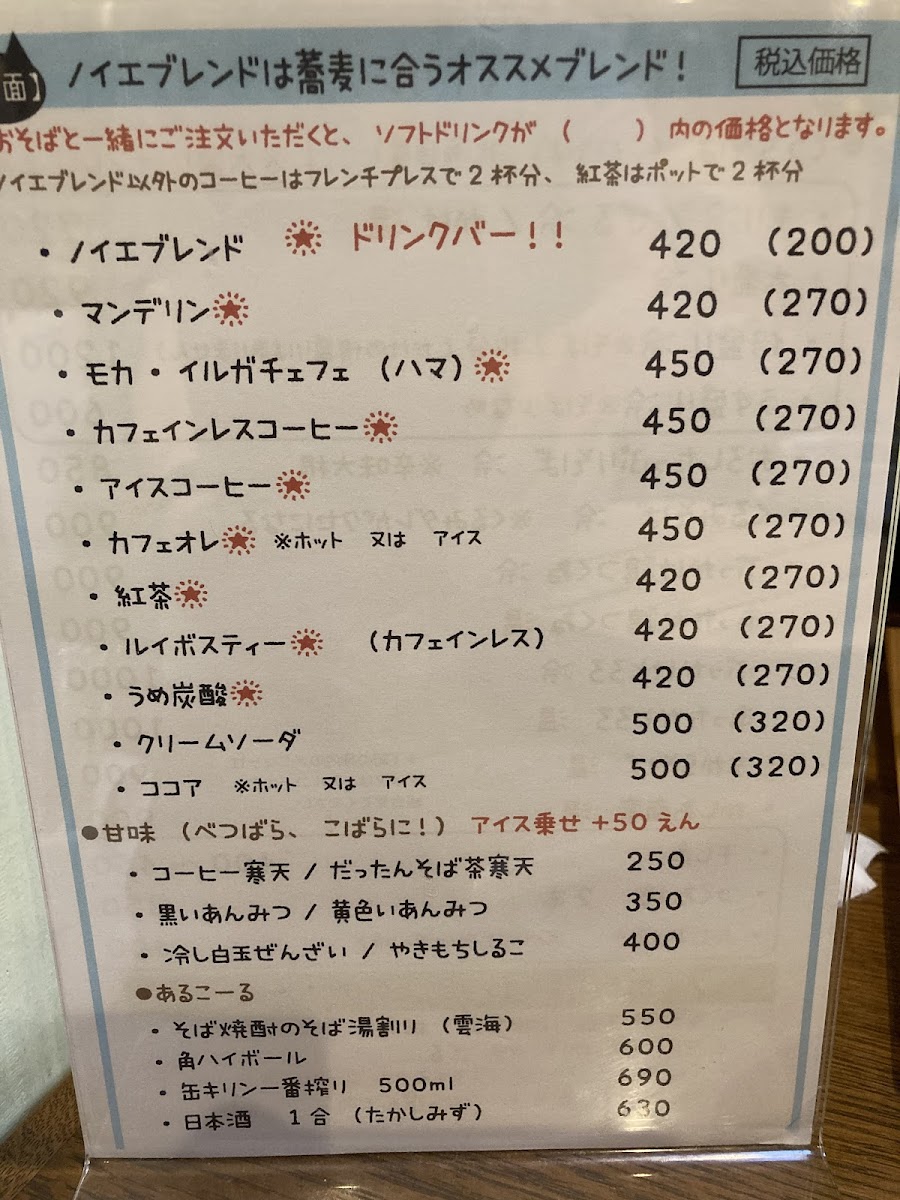 面】
ノイエブレンドは蕎麦に合うオススメブレンド! 税込価格
おそばと一緒にご注文いただくと、ソフトドリンクが ( ) 内の価格となります。
ノイエブレンド以外のコーヒーはフレンチプレスで2杯分、紅茶はポットで2杯分
・ノイエブレンド ドリンクバー!! 420 (200)
・マンデリン 420 (270)
・モカ・イルガチェフェ (ハマ) 450 (270)
・カフェインレスコーヒー 450 (270)
・アイスコーヒー 450 (270)
・カフェオレ ※ホット 又は アイス 450 (270)
・紅茶 420 (270)
・ルイボスティー (カフェインレス) 420 (270)
・うめ炭酸 420 (270)
・クリームソーダ 500 (320)
・ココア ※ホット 又は アイス 500 (320)
●甘味 (べつばら、こばらに!) アイス乗せ +50えん
・コーヒー寒天 / だったんそば茶寒天 250
・黒いあんみつ / 黄色いあんみつ 350
・冷し白玉ぜんざい / やきもちしるこ 400
●あるこーる
・そば焼酎のそば湯割り (雲海) 550
・角ハイボール 600
・缶キリン一番搾り 500ml 690
・日本酒 1合 (たかしみず) 630